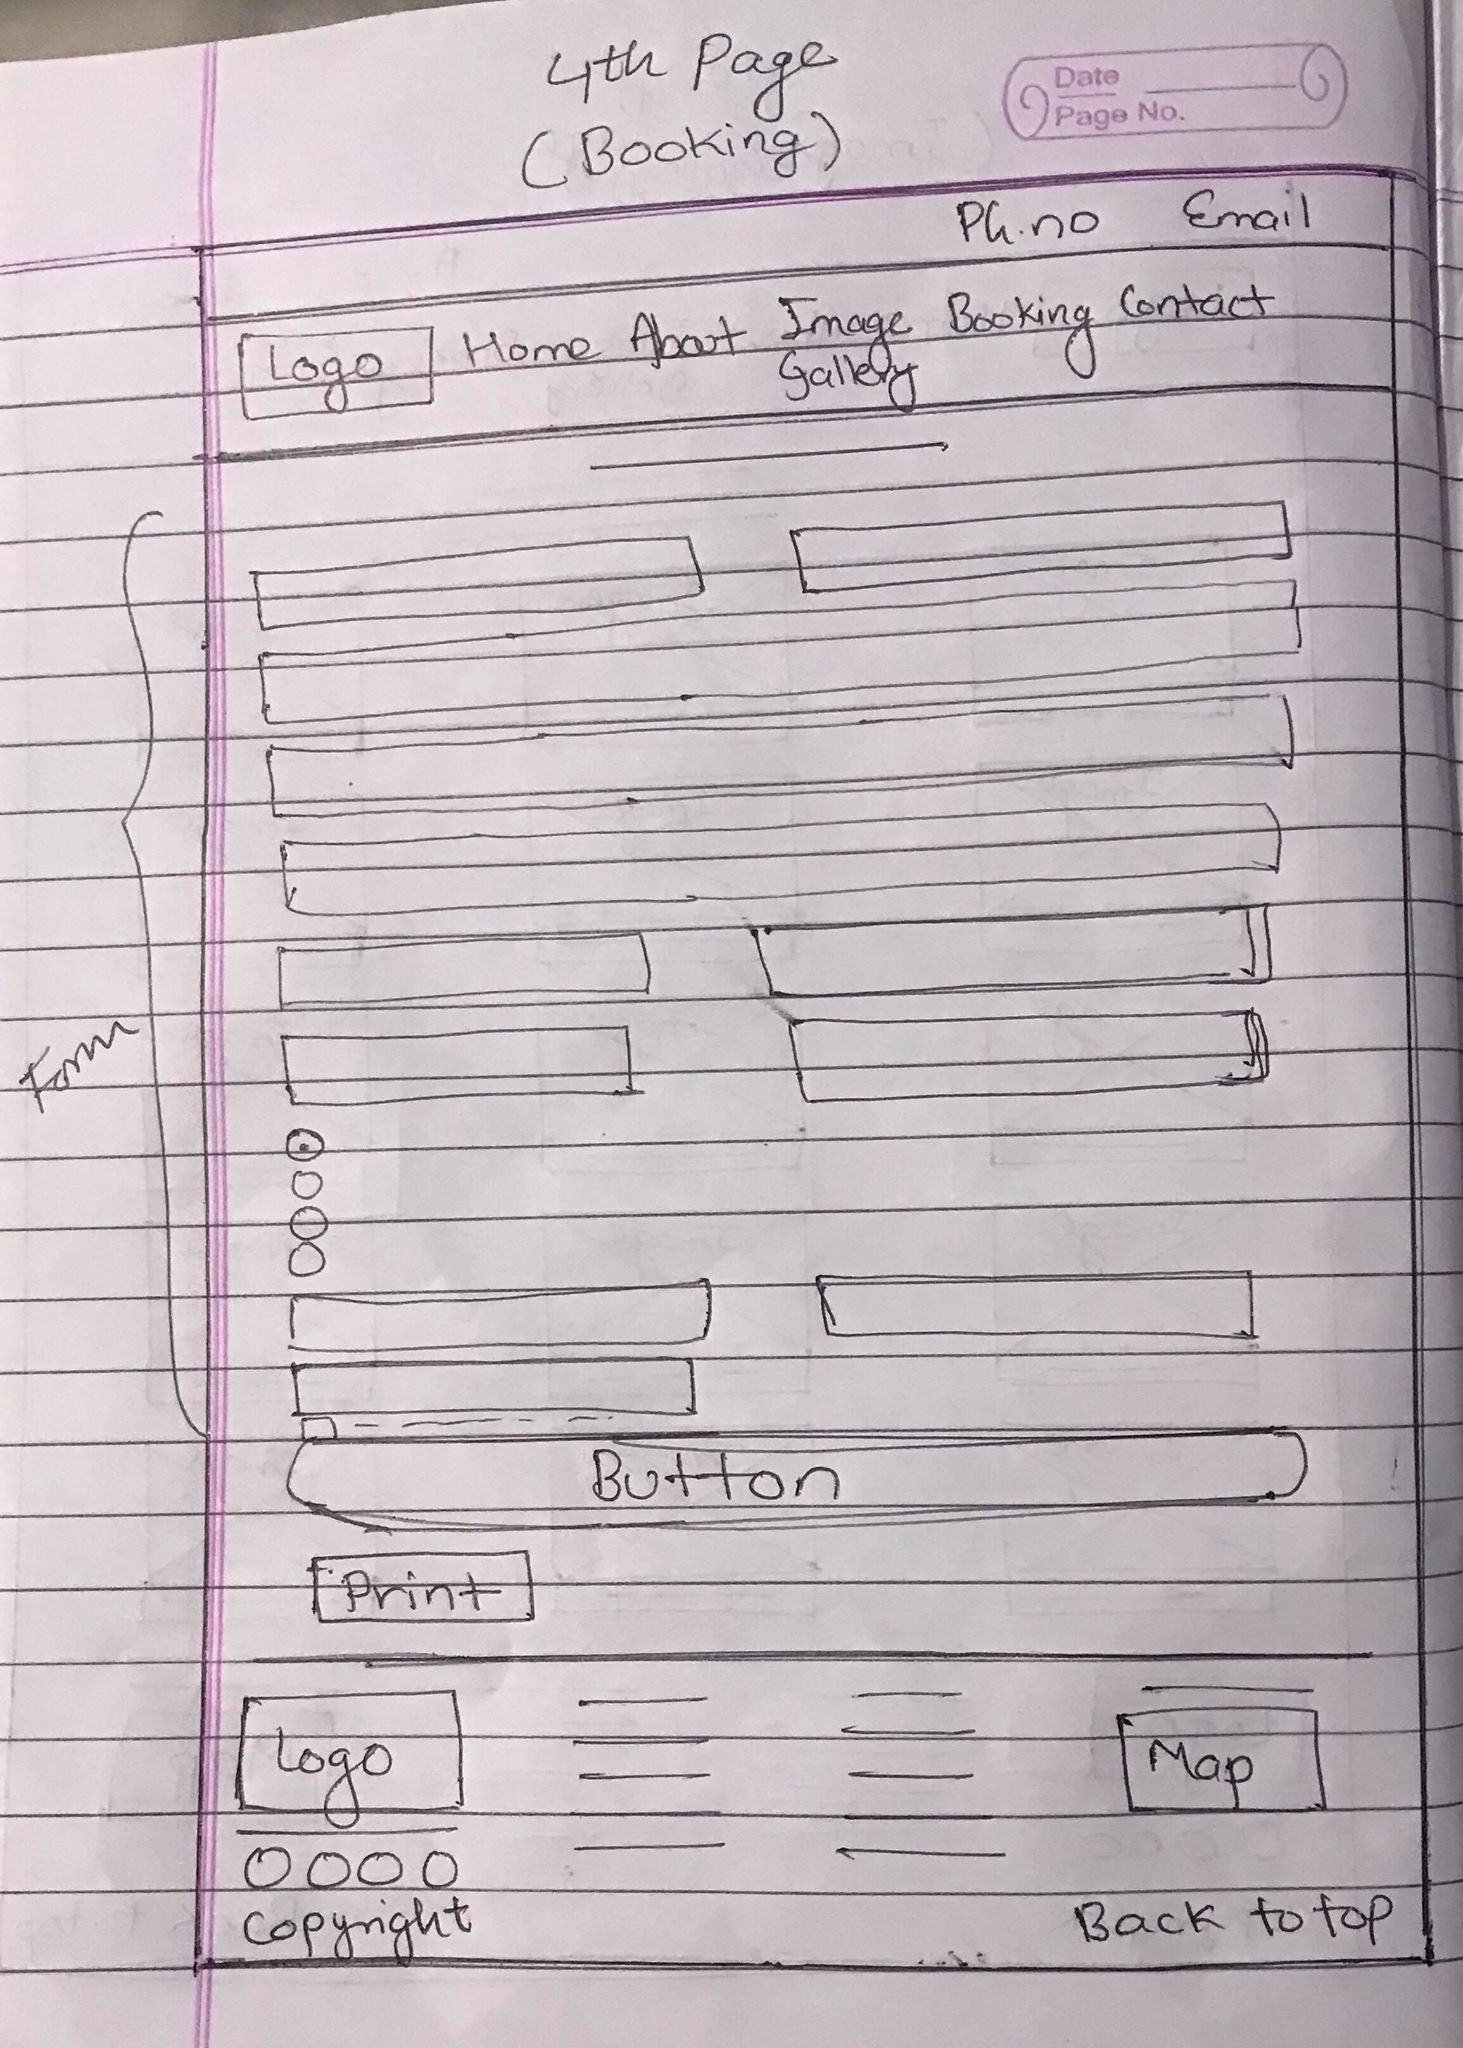 4th Page
(Booking)
Date
Page No.
Ph.no Email
Logo Home About Image Gallery Booking Contact
Form
Button
Print
Logo
Map
Copyright
Back to top